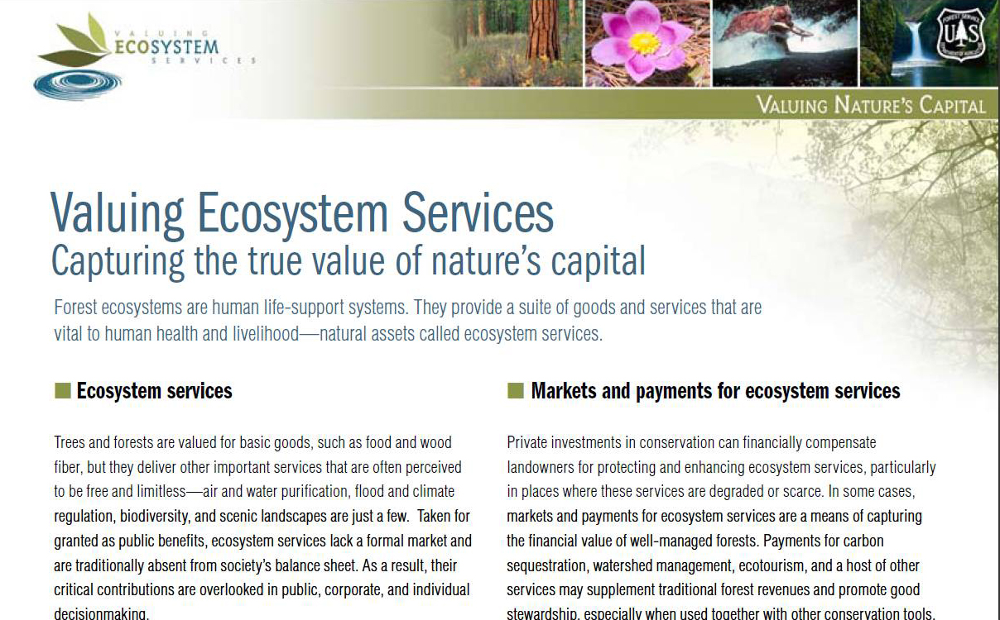 VALUING
ECOSYSTEM
SERVICES
FOREST SERVICE
US
DEPARTMENT OF AGRICULTURE
VALUING NATURE'S CAPITAL
Valuing Ecosystem Services
Capturing the true value of nature's capital
Forest ecosystems are human life-support systems. They provide a suite of goods and services that are
vital to human health and livelihood—natural assets called ecosystem services.
Ecosystem services
Trees and forests are valued for basic goods, such as food and wood
fiber, but they deliver other important services that are often perceived
to be free and limitless—air and water purification, flood and climate
regulation, biodiversity, and scenic landscapes are just a few.  Taken for
granted as public benefits, ecosystem services lack a formal market and
are traditionally absent from society's balance sheet. As a result, their
critical contributions are overlooked in public, corporate, and individual
decisionmaking.
Markets and payments for ecosystem services
Private investments in conservation can financially compensate
landowners for protecting and enhancing ecosystem services, particularly
in places where these services are degraded or scarce. In some cases,
markets and payments for ecosystem services are a means of capturing
the financial value of well-managed forests. Payments for carbon
sequestration, watershed management, ecotourism, and a host of other
services may supplement traditional forest revenues and promote good
stewardship, especially when used together with other conservation tools.